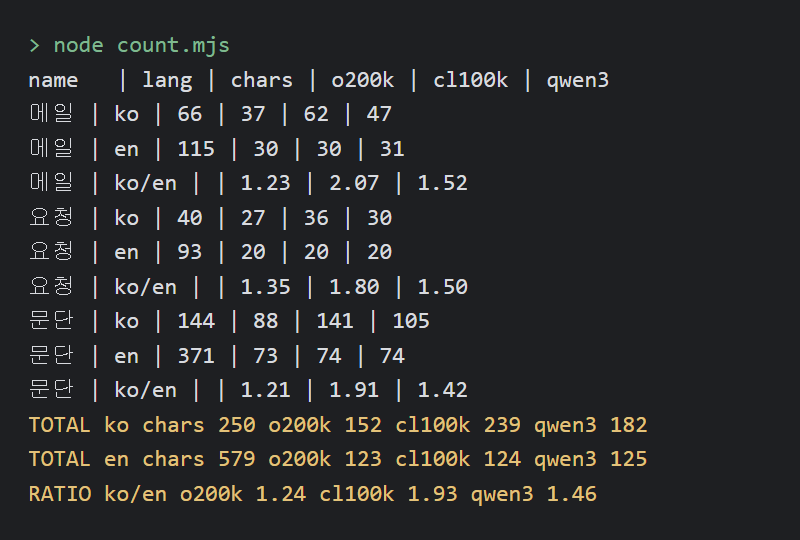 > node count.mjs
name   | lang | chars | o200k | cl100k | qwen3
메일 | ko | 66 | 37 | 62 | 47
메일 | en | 115 | 30 | 30 | 31
메일 | ko/en | | 1.23 | 2.07 | 1.52
요청 | ko | 40 | 27 | 36 | 30
요청 | en | 93 | 20 | 20 | 20
요청 | ko/en | | 1.35 | 1.80 | 1.50
문단 | ko | 144 | 88 | 141 | 105
문단 | en | 371 | 73 | 74 | 74
문단 | ko/en | | 1.21 | 1.91 | 1.42
TOTAL ko chars 250 o200k 152 cl100k 239 qwen3 182
TOTAL en chars 579 o200k 123 cl100k 124 qwen3 125
RATIO ko/en o200k 1.24 cl100k 1.93 qwen3 1.46